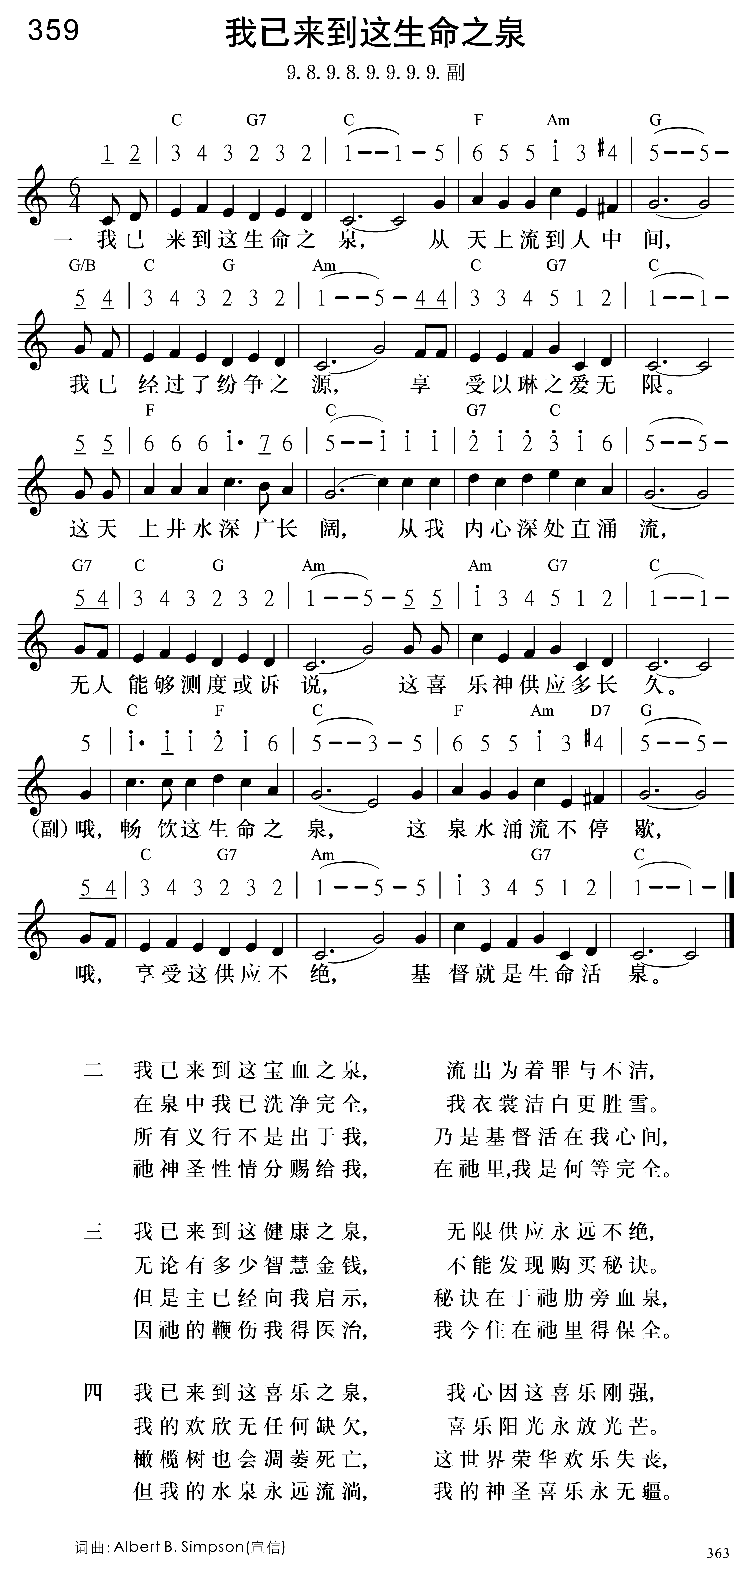 359
我已来到这生命之泉
9.8.9.8.9.9.9.9.副
C G7 C F Am G
1 2 | 3 4 3 2 3 2 | 1--1-5 | 6 5 5 i 3 #4 | 5--5-
6
4
一 我已来到这生命之泉， 从天上流到人中间，
G/B C G Am C G7 C
5 4 | 3 4 3 2 3 2 | 1--5-4 4 | 3 3 4 5 1 2 | 1--1-
我已经过了纷争之源， 享受以琳之爱无限。
F C G7 C
5 5 | 6 6 6 i· 7 6 | 5--i i i | 2 i 2 3 i 6 | 5--5-
这天上井水深广长阔， 从我内心深处直涌流，
G7 C G Am Am G7 C
5 4 | 3 4 3 2 3 2 | 1--5-5 5 | i 3 4 5 1 2 | 1--1-
无人能够测度或诉说， 这喜乐神供应多长久。
C F C F Am D7 G
5 | i· i i 2 i 6 | 5--3-5 | 6 5 5 i 3 #4 | 5--5-
(副)哦，畅饮这生命之泉， 这泉水涌流不停歇，
C G7 Am G7 C
5 4 | 3 4 3 2 3 2 | 1--5-5 | i 3 4 5 1 2 | 1--1-
哦，享受这供应不绝， 基督就是生命活泉。
二 我已来到这宝血之泉， 流出为着罪与不洁，
在泉中我已洗净完全， 我衣裳洁白更胜雪。
所有义行不是出于我， 乃是基督活在我心间，
祂神圣性情分赐给我， 在祂里,我是何等完全。
三 我已来到这健康之泉， 无限供应永远不绝，
无论有多少智慧金钱， 不能发现购买秘诀。
但是主已经向我启示， 秘诀在于祂肋旁血泉，
因祂的鞭伤我得医治， 我今住在祂里得保全。
四 我已来到这喜乐之泉， 我心因这喜乐刚强，
我的欢欣无任何缺欠， 喜乐阳光永放光芒。
橄榄树也会凋萎死亡， 这世界荣华欢乐失丧，
但我的水泉永远流淌， 我的神圣喜乐永无疆。
词曲: Albert B. Simpson(宣信)
363